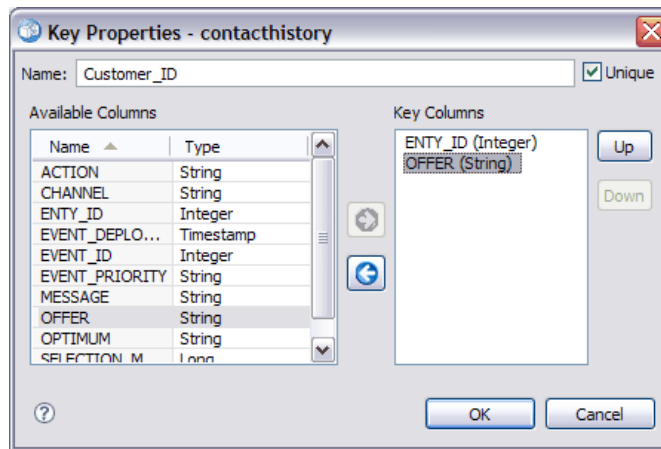 Key Properties - contacthistory
Name: Customer_ID Unique
Available Columns
Name Type
ACTION String
CHANNEL String
ENTY_ID Integer
EVENT_DEPLO... Timestamp
EVENT_ID Integer
EVENT_PRIORITY String
MESSAGE String
OFFER String
OPTIMUM String
SELECTION_M Long
Key Columns
ENTY_ID (Integer)
OFFER (String)
Up
Down
OK Cancel